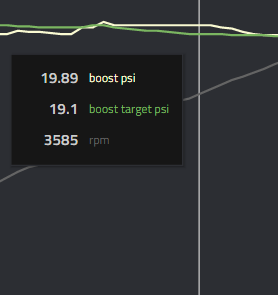 19.89 boost psi
19.1 boost target psi
3585 rpm